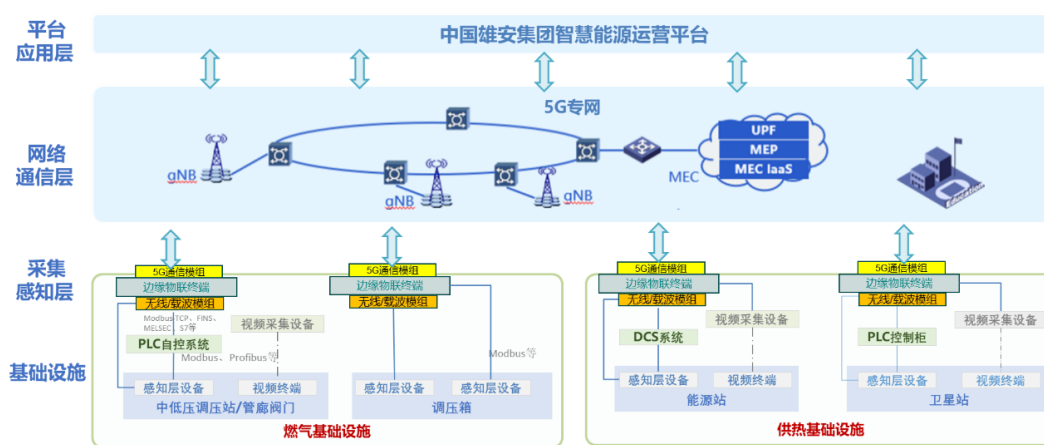 平台
应用层
中国雄安集团智慧能源运营平台
网络
通信层
5G专网
gNB
gNB
gNB
MEC
UPF
MEP
MEC IaaS
Education
采集
感知层
5G通信模组
边缘物联终端
无线/载波模组
5G通信模组
边缘物联终端
无线/载波模组
5G通信模组
边缘物联终端
无线/载波模组
5G通信模组
边缘物联终端
无线/载波模组
Modbus TCP、FINS、
MELSEC、S7等
视频采集设备
PLC自控系统
Modbus、Profibus等
Modbus等
DCS系统
视频采集设备
PLC控制柜
视频采集设备
基础设施
感知层设备
视频终端
中低压调压站/管廊阀门
感知层设备
感知层设备
调压箱
感知层设备
视频终端
能源站
感知层设备
视频终端
卫星站
燃气基础设施
供热基础设施